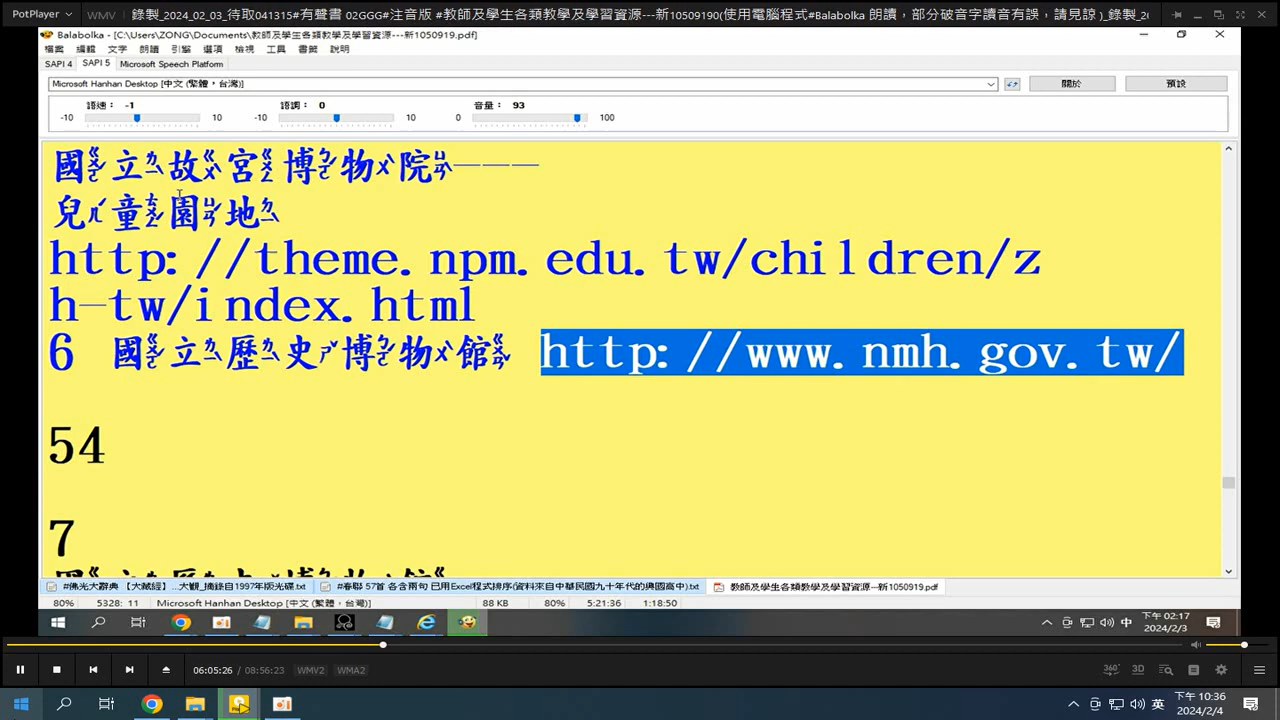 PotPlayer WMV 錄製_2024_02_03_待取041315#有聲書 02GGG#注音版 #教師及學生各類教學及學習資源---新10509190(使用電腦程式#Balabolka 朗讀，部分破音字讀音有誤，請見諒 )_錄製_20
Balabolka - [C:\Users\ZONG\Documents\教師及學生各類教學及學習資源---新1050919.pdf]
檔案 編輯 文字 朗讀 引擎 選項 檢視 工具 書籤 說明
SAPI 4 SAPI 5 Microsoft Speech Platform
Microsoft Hanhan Desktop [中文 (繁體，台灣)] 關於 預設
語速： -1 語調： 0 音量： 93
-10 10 -10 10 0 100
國立故宮博物院———
兒童園地
http://theme.npm.edu.tw/children/z
h-tw/index.html
6 國立歷史博物館 http://www.nmh.gov.tw/
54
7
國立歷史博物館
#佛光大辭典 【大藏經】...大觀_摘錄自1997年版光碟.txt #春聯 57首 各含兩句 已用Excel程式排序(資料來自中華民國九十年代的興國高中).txt 教師及學生各類教學及學習資源---新1050919.pdf
80% 5328: 11 Microsoft Hanhan Desktop [中文 (繁體，台灣)] 88 KB 80% 5:21:36 1:18:50
中 下午 02:17
2024/2/3
06:05:26 / 08:56:23 WMV2 WMA2 360° 3D
英 下午 10:36
2024/2/4